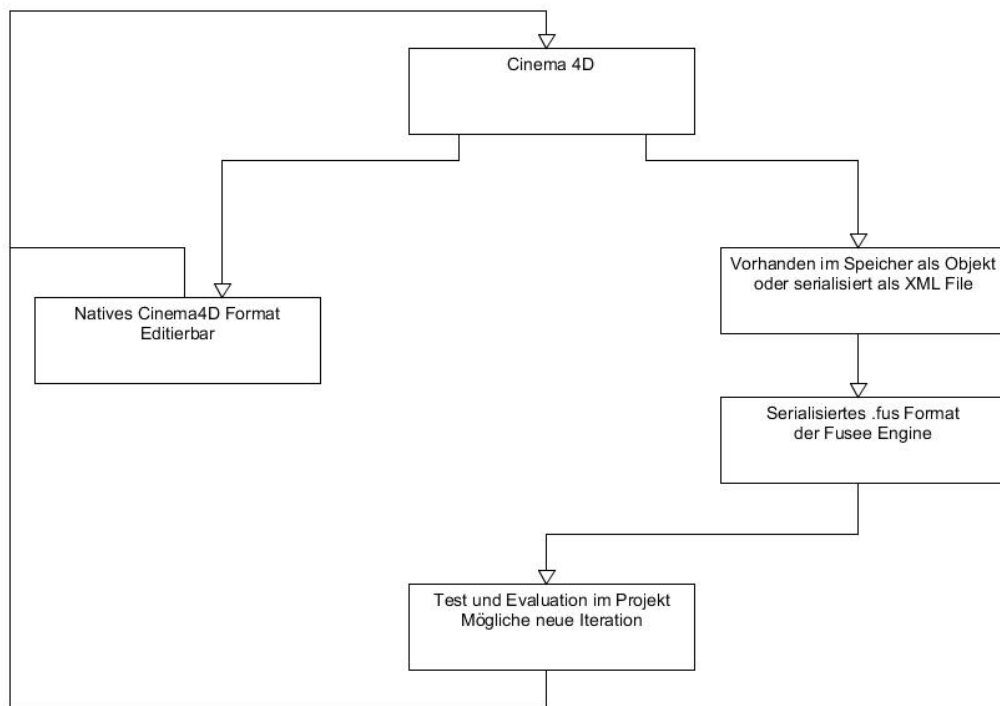 Cinema 4D
Vorhanden im Speicher als Objekt
oder serialisiert als XML File
Natives Cinema4D Format
Editierbar
Serialisiertes .fus Format
der Fusee Engine
Test und Evaluation im Projekt
Mögliche neue Iteration